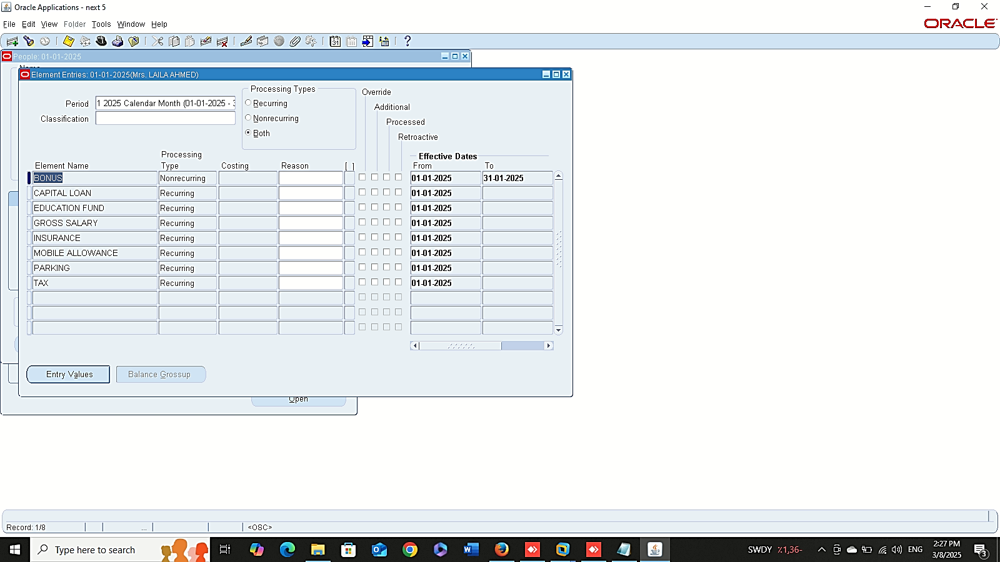 Oracle Applications - next 5
File Edit View Folder Tools Window Help
ORACLE
People: 01-01-2025
Element Entries: 01-01-2025(Mrs. LAILA AHMED)
Period 1 2025 Calendar Month (01-01-2025 - 3
Classification
Processing Types
Recurring
Nonrecurring
Both
Override
Additional
Processed
Retroactive
Effective Dates
Element Name Processing Type Costing Reason [ ] From To
BONUS Nonrecurring 01-01-2025 31-01-2025
CAPITAL LOAN Recurring 01-01-2025
EDUCATION FUND Recurring 01-01-2025
GROSS SALARY Recurring 01-01-2025
INSURANCE Recurring 01-01-2025
MOBILE ALLOWANCE Recurring 01-01-2025
PARKING Recurring 01-01-2025
TAX Recurring 01-01-2025
Entry Values Balance Grossup
Open
Record: 1/8 ... <OSC>
Type here to search
SWDY ٪1,36- ENG 2:27 PM
3/8/2025 3